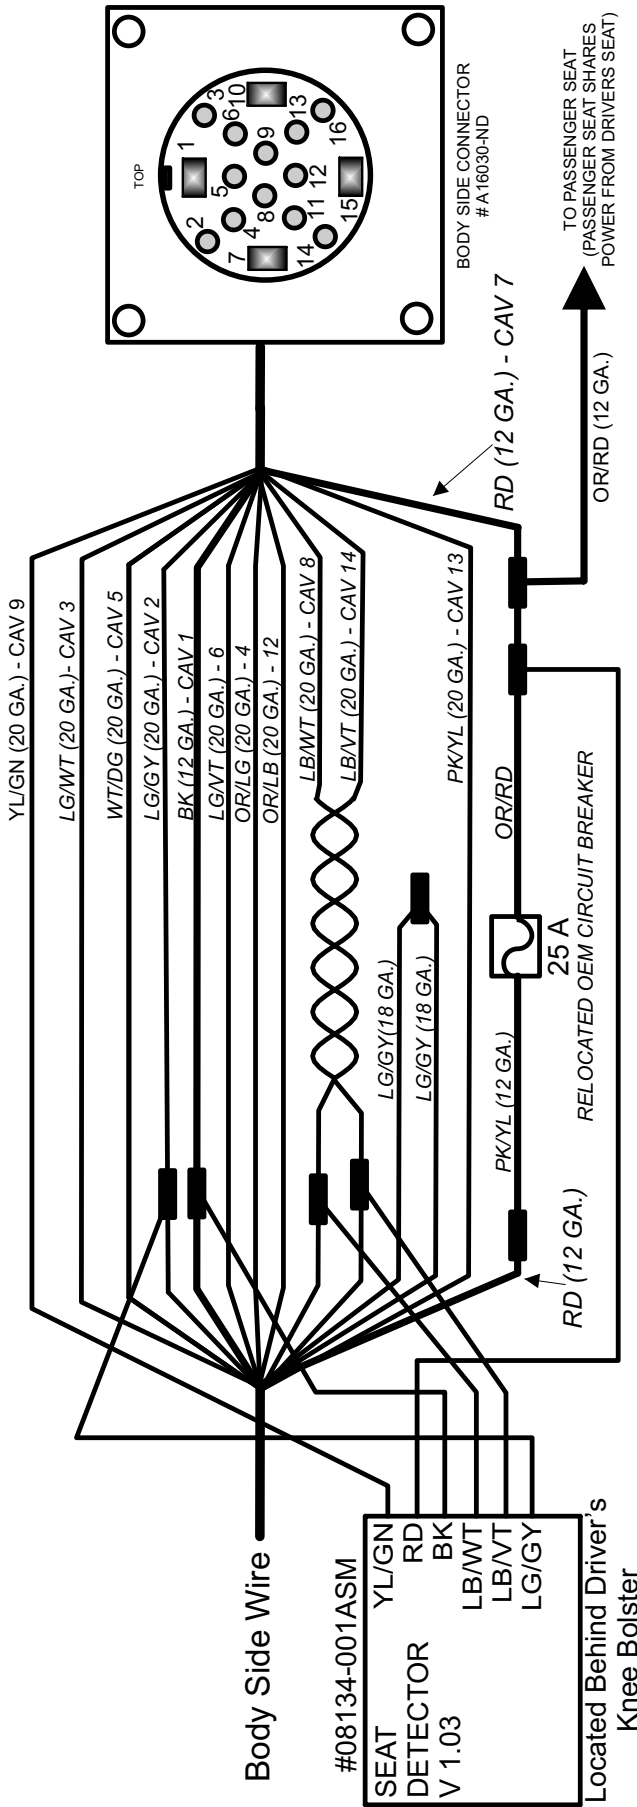 Body Side Wire
#08134-001ASM
SEAT
DETECTOR
V 1.03
YL/GN
RD
BK
LB/WT
LB/VT
LG/GY
Located Behind Driver's
Knee Bolster
YL/GN (20 GA.) - CAV 9
LG/WT (20 GA.)- CAV 3
WT/DG (20 GA.) - CAV 5
LG/GY (20 GA.) - CAV 2
BK (12 GA.) - CAV 1
LG/VT (20 GA.) - 6
OR/LG (20 GA.) - 4
OR/LB (20 GA.) - 12
LB/WT (20 GA.) - CAV 8
LB/VT (20 GA.) - CAV 14
LG/GY(18 GA.)
LG/GY (18 GA.)
PK/YL (20 GA.) - CAV 13
PK/YL (12 GA.)
25 A
OR/RD
RELOCATED OEM CIRCUIT BREAKER
RD (12 GA.)
RD (12 GA.) - CAV 7
OR/RD (12 GA.)
TO PASSENGER SEAT
(PASSENGER SEAT SHARES
POWER FROM DRIVERS SEAT)
TOP
1
2
3
4
5
6
7
8
9
10
11
12
13
14
15
16
BODY SIDE CONNECTOR
# A16030-ND